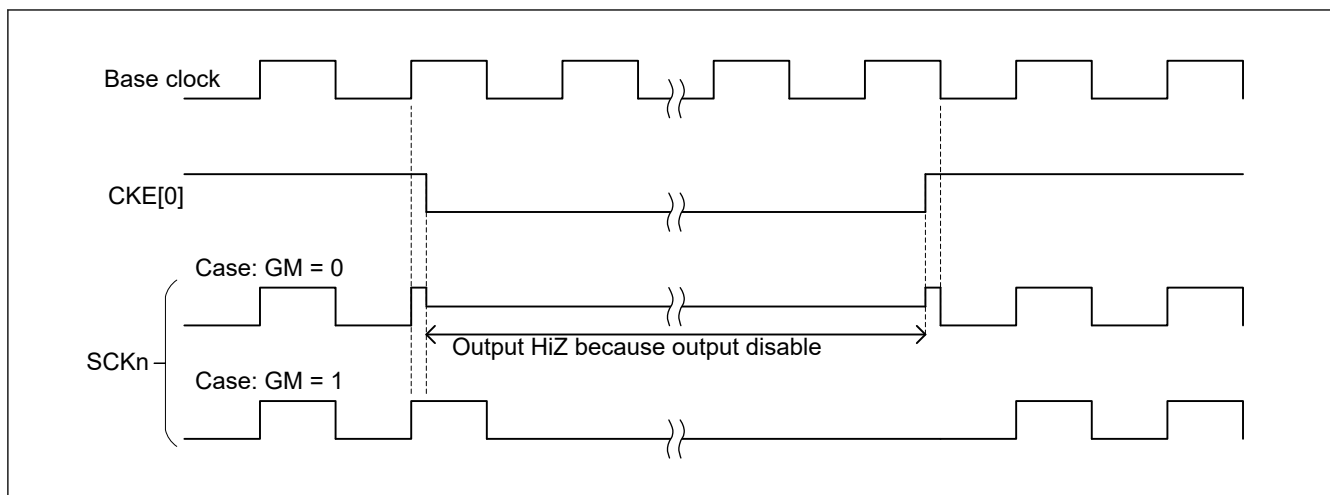 Base clock
CKE[0]
Case: GM = 0
Output HiZ because output disable
SCKn
Case: GM = 1